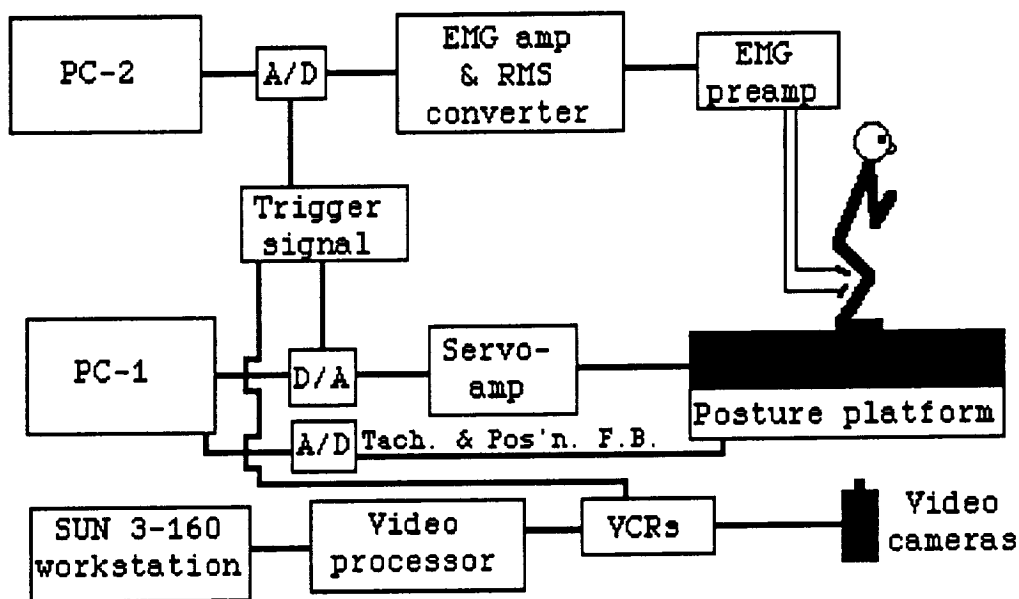 PC-2
A/D
EMG amp
& RMS
converter
EMG
preamp
Trigger
signal
PC-1
D/A
Servo-
amp
Posture platform
A/D
Tach. & Pos'n. F.B.
SUN 3-160
workstation
Video
processor
VCRs
Video
cameras